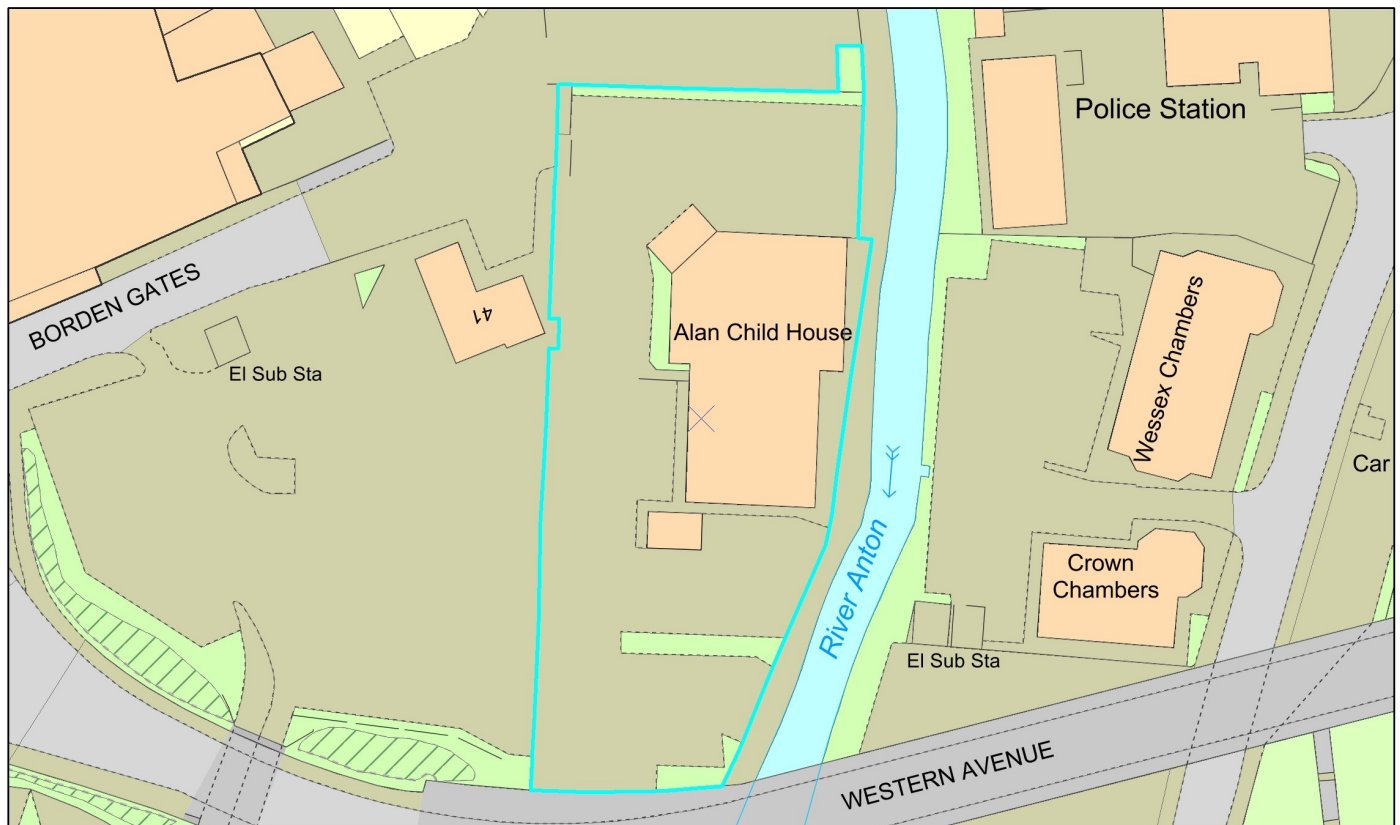 Police Station
BORDEN GATES
41
Alan Child House
El Sub Sta
Wessex Chambers
Car
River Anton
Crown
Chambers
El Sub Sta
WESTERN AVENUE